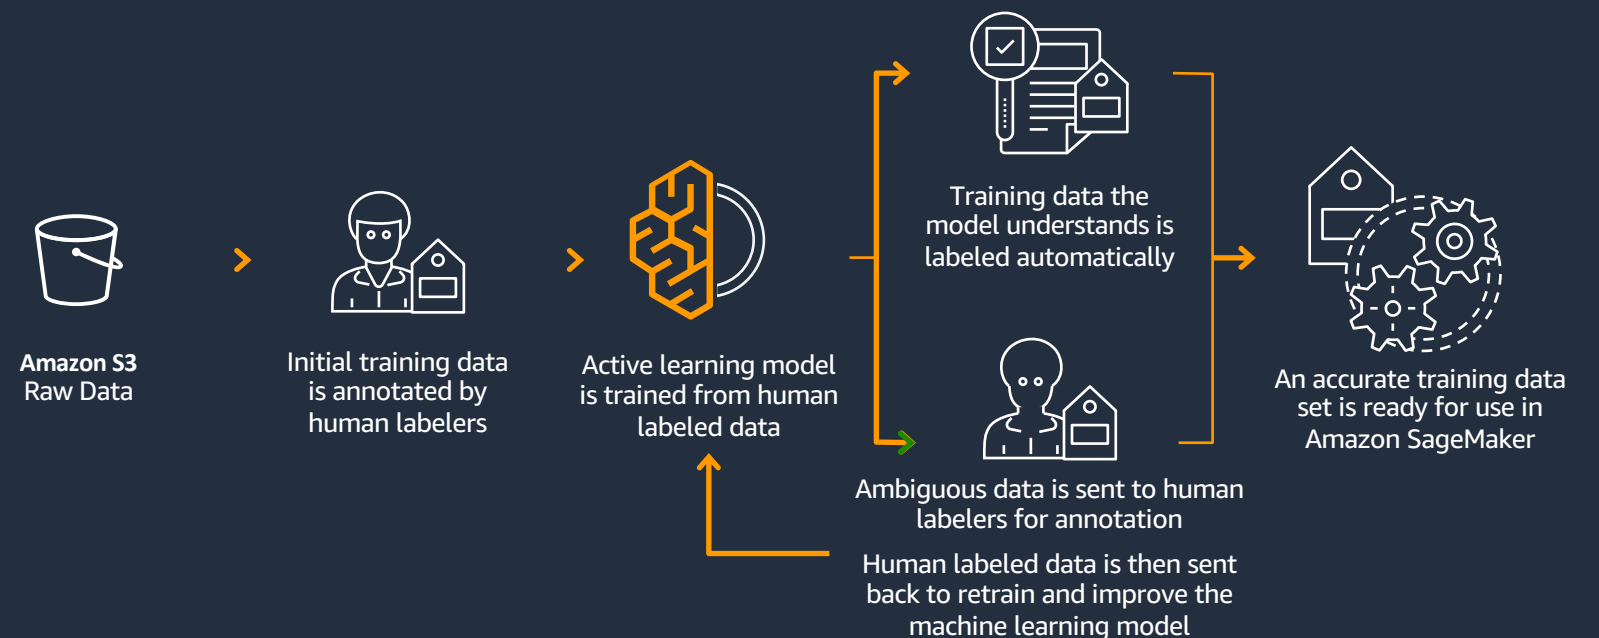 Amazon S3
Raw Data
Initial training data
is annotated by
human labelers
Active learning model
is trained from human
labeled data
Training data the
model understands is
labeled automatically
Ambiguous data is sent to human
labelers for annotation
Human labeled data is then sent
back to retrain and improve the
machine learning model
An accurate training data
set is ready for use in
Amazon SageMaker